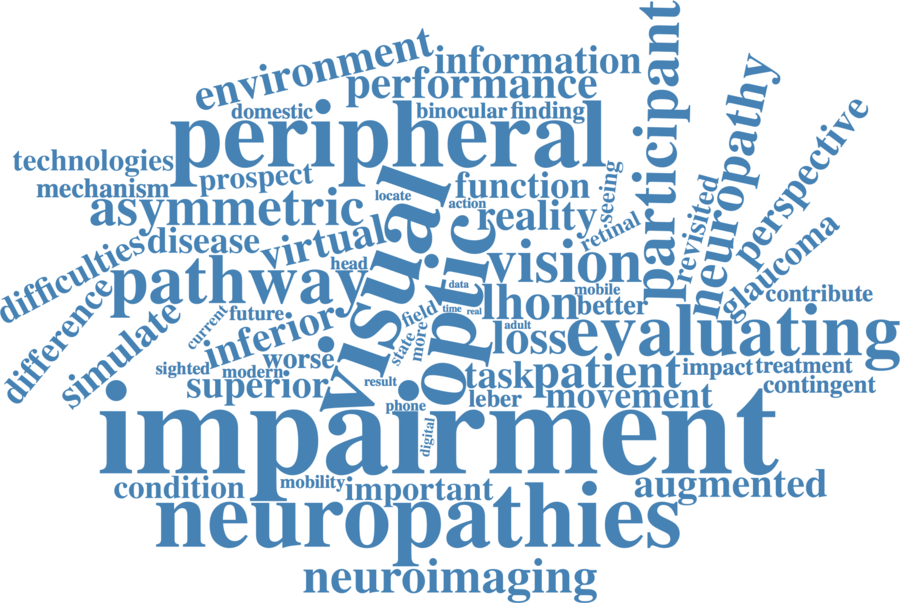 environment
information
performance
participant
domestic
binocular
finding
peripheral
neuropathy
perspective
technologies
mechanism
prospect
locate
function
seeing
asymmetric
action
reality
retinal
revisited
visual
optic
virtual
disease
difficulties
glaucoma
head
vision
pathway
data
mobile
contribute
difference
simulate
current
future
inferior
field
time
real
lhon
better
state
more
adult
loss
evaluating
sighted
modern
worse
superior
result
task
patient
impact
treatment
contingent
leber
movement
phone
impairment
digital
condition
mobility
important
augmented
neuropathies
neuroimaging